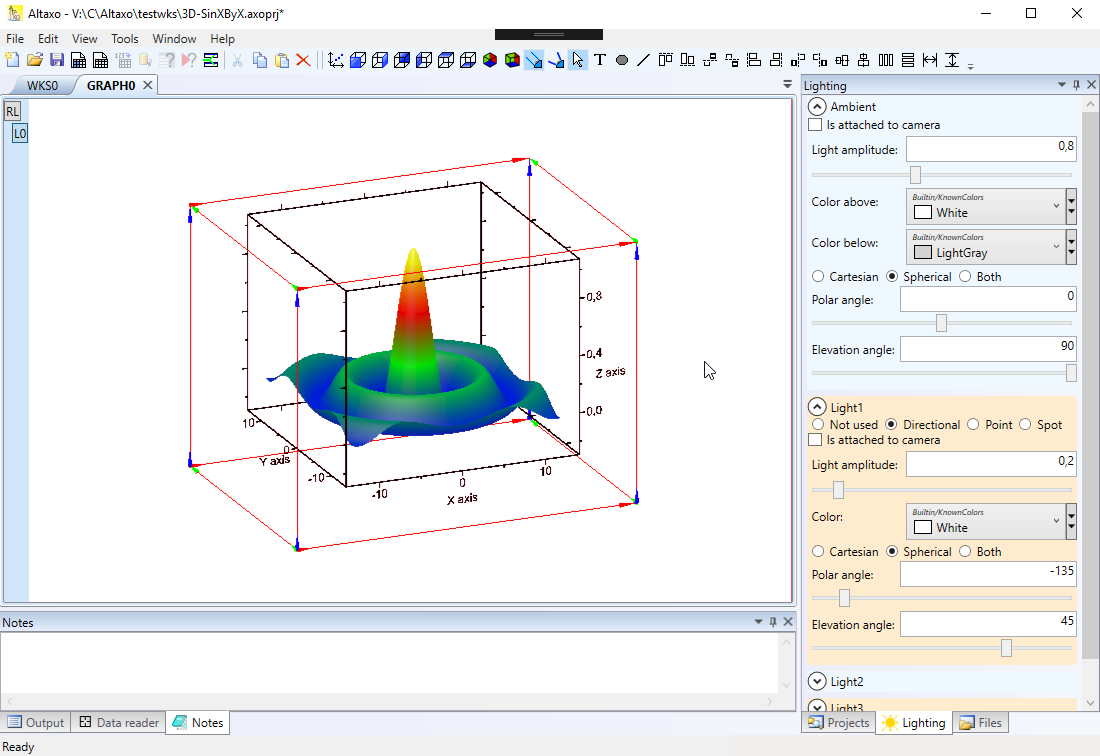 Altaxo - V:\C\Altaxo\testwks\3D-SinXByX.axoprj*
File Edit View Tools Window Help
WKS0 GRAPH0
RL
L0
0,8
0,4
0,0
Z axis
10
0
-10
Y axis
-10
0
10
X axis
Notes
Output Data reader Notes
Ready
Lighting
Ambient
Is attached to camera
Light amplitude: 0,8
Color above: Builtin/KnownColors
White
Color below: Builtin/KnownColors
LightGray
Cartesian Spherical Both
Polar angle: 0
Elevation angle: 90
Light1
Not used Directional Point Spot
Is attached to camera
Light amplitude: 0,2
Color: Builtin/KnownColors
White
Cartesian Spherical Both
Polar angle: -135
Elevation angle: 45
Light2
Light3
Projects Lighting Files